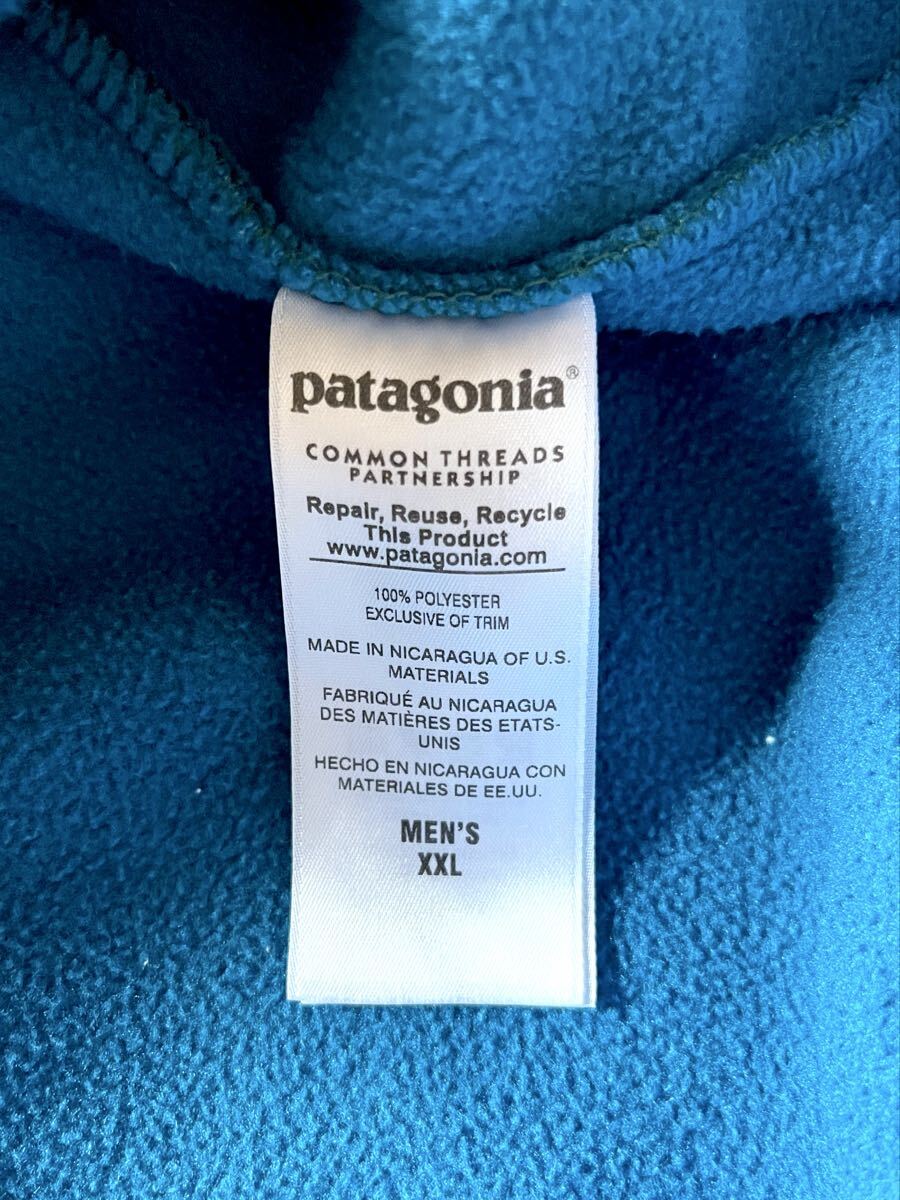 patagonia®
COMMON THREADS
PARTNERSHIP
Repair, Reuse, Recycle
This Product
www.patagonia.com
100% POLYESTER
EXCLUSIVE OF TRIM
MADE IN NICARAGUA OF U.S.
MATERIALS
FABRIQUÉ AU NICARAGUA
DES MATIÈRES DES ETATS-
UNIS
HECHO EN NICARAGUA CON
MATERIALES DE EE.UU.
MEN'S
XXL